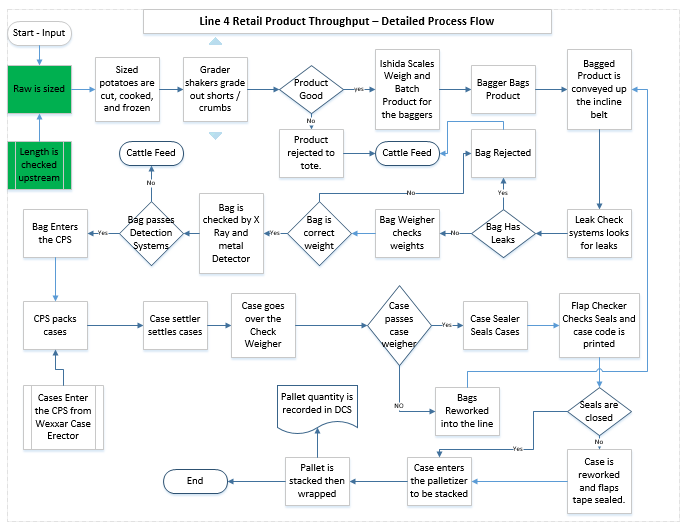 Line 4 Retail Product Throughput – Detailed Process Flow
Start - Input
Raw is sized
Sized
potatoes are
cut, cooked,
and frozen
Grader
shakers grade
out shorts /
crumbs
Product
Good
yes
No
Ishida Scales
Weigh and
Batch
Product for
the baggers
Bagger Bags
Product
Bagged
Product is
conveyed up
the incline
belt
Length is
checked
upstream
Cattle Feed
Product
rejected to
tote.
Cattle Feed
Bag Rejected
No
No
Yes
Bag Enters
the CPS
Yes
Bag passes
Detection
Systems
Bag is
checked by X
Ray and metal
Detector
Yes
Bag is
correct
weight
Bag Weigher
checks
weights
No
Bag Has
Leaks
Leak Check
systems looks
for leaks
CPS packs
cases
Case settler
settles cases
Case goes
over the
Check
Weigher
Case
passes
case
weigher
Yes
Case Sealer
Seals Cases
Flap Checker
Checks Seals and
case code is
printed
Cases Enter
the CPS from
Wexxar Case
Erector
Pallet quantity is
recorded in DCS
NO
Bags
Reworked
into the line
Seals are
closed
Yes
No
End
Pallet is
stacked then
wrapped
Case enters
the palletizer
to be stacked
Case is
reworked
and flaps
tape sealed.